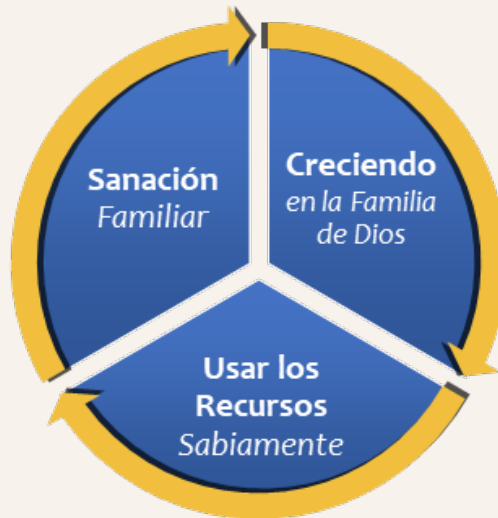 Sanación
Familiar
Creciendo
en la Familia
de Dios
Usar los
Recursos
Sabiamente